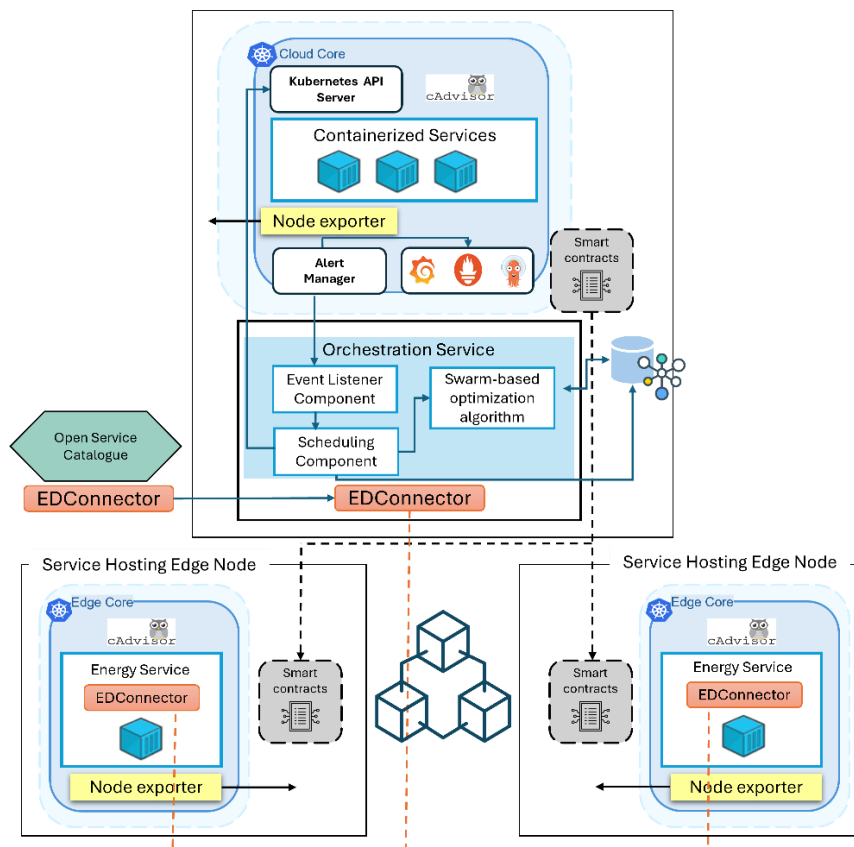 Cloud Core
Kubernetes API
Server
cAdvisor
Containerized Services
Node exporter
Alert
Manager
Smart
contracts
Orchestration Service
Event Listener
Component
Swarm-based
optimization
algorithm
Scheduling
Component
Open Service
Catalogue
EDConnector
EDConnector
Service Hosting Edge Node
Edge Core
cAdvisor
Energy Service
EDConnector
Node exporter
Smart
contracts
Service Hosting Edge Node
Edge Core
cAdvisor
Energy Service
EDConnector
Node exporter
Smart
contracts